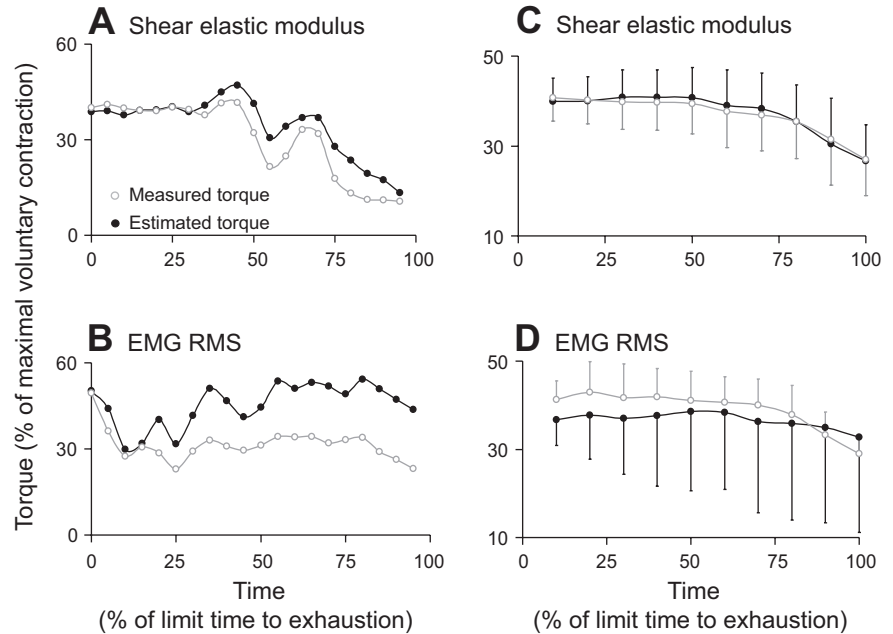 Torque (% of maximal voluntary contraction)
A Shear elastic modulus
60
30
0
0 25 50 75 100
Measured torque
Estimated torque
B EMG RMS
60
30
0
0 25 50 75 100
Time
(% of limit time to exhaustion)
C Shear elastic modulus
50
30
10
0 25 50 75 100
D EMG RMS
50
30
10
0 25 50 75 100
Time
(% of limit time to exhaustion)